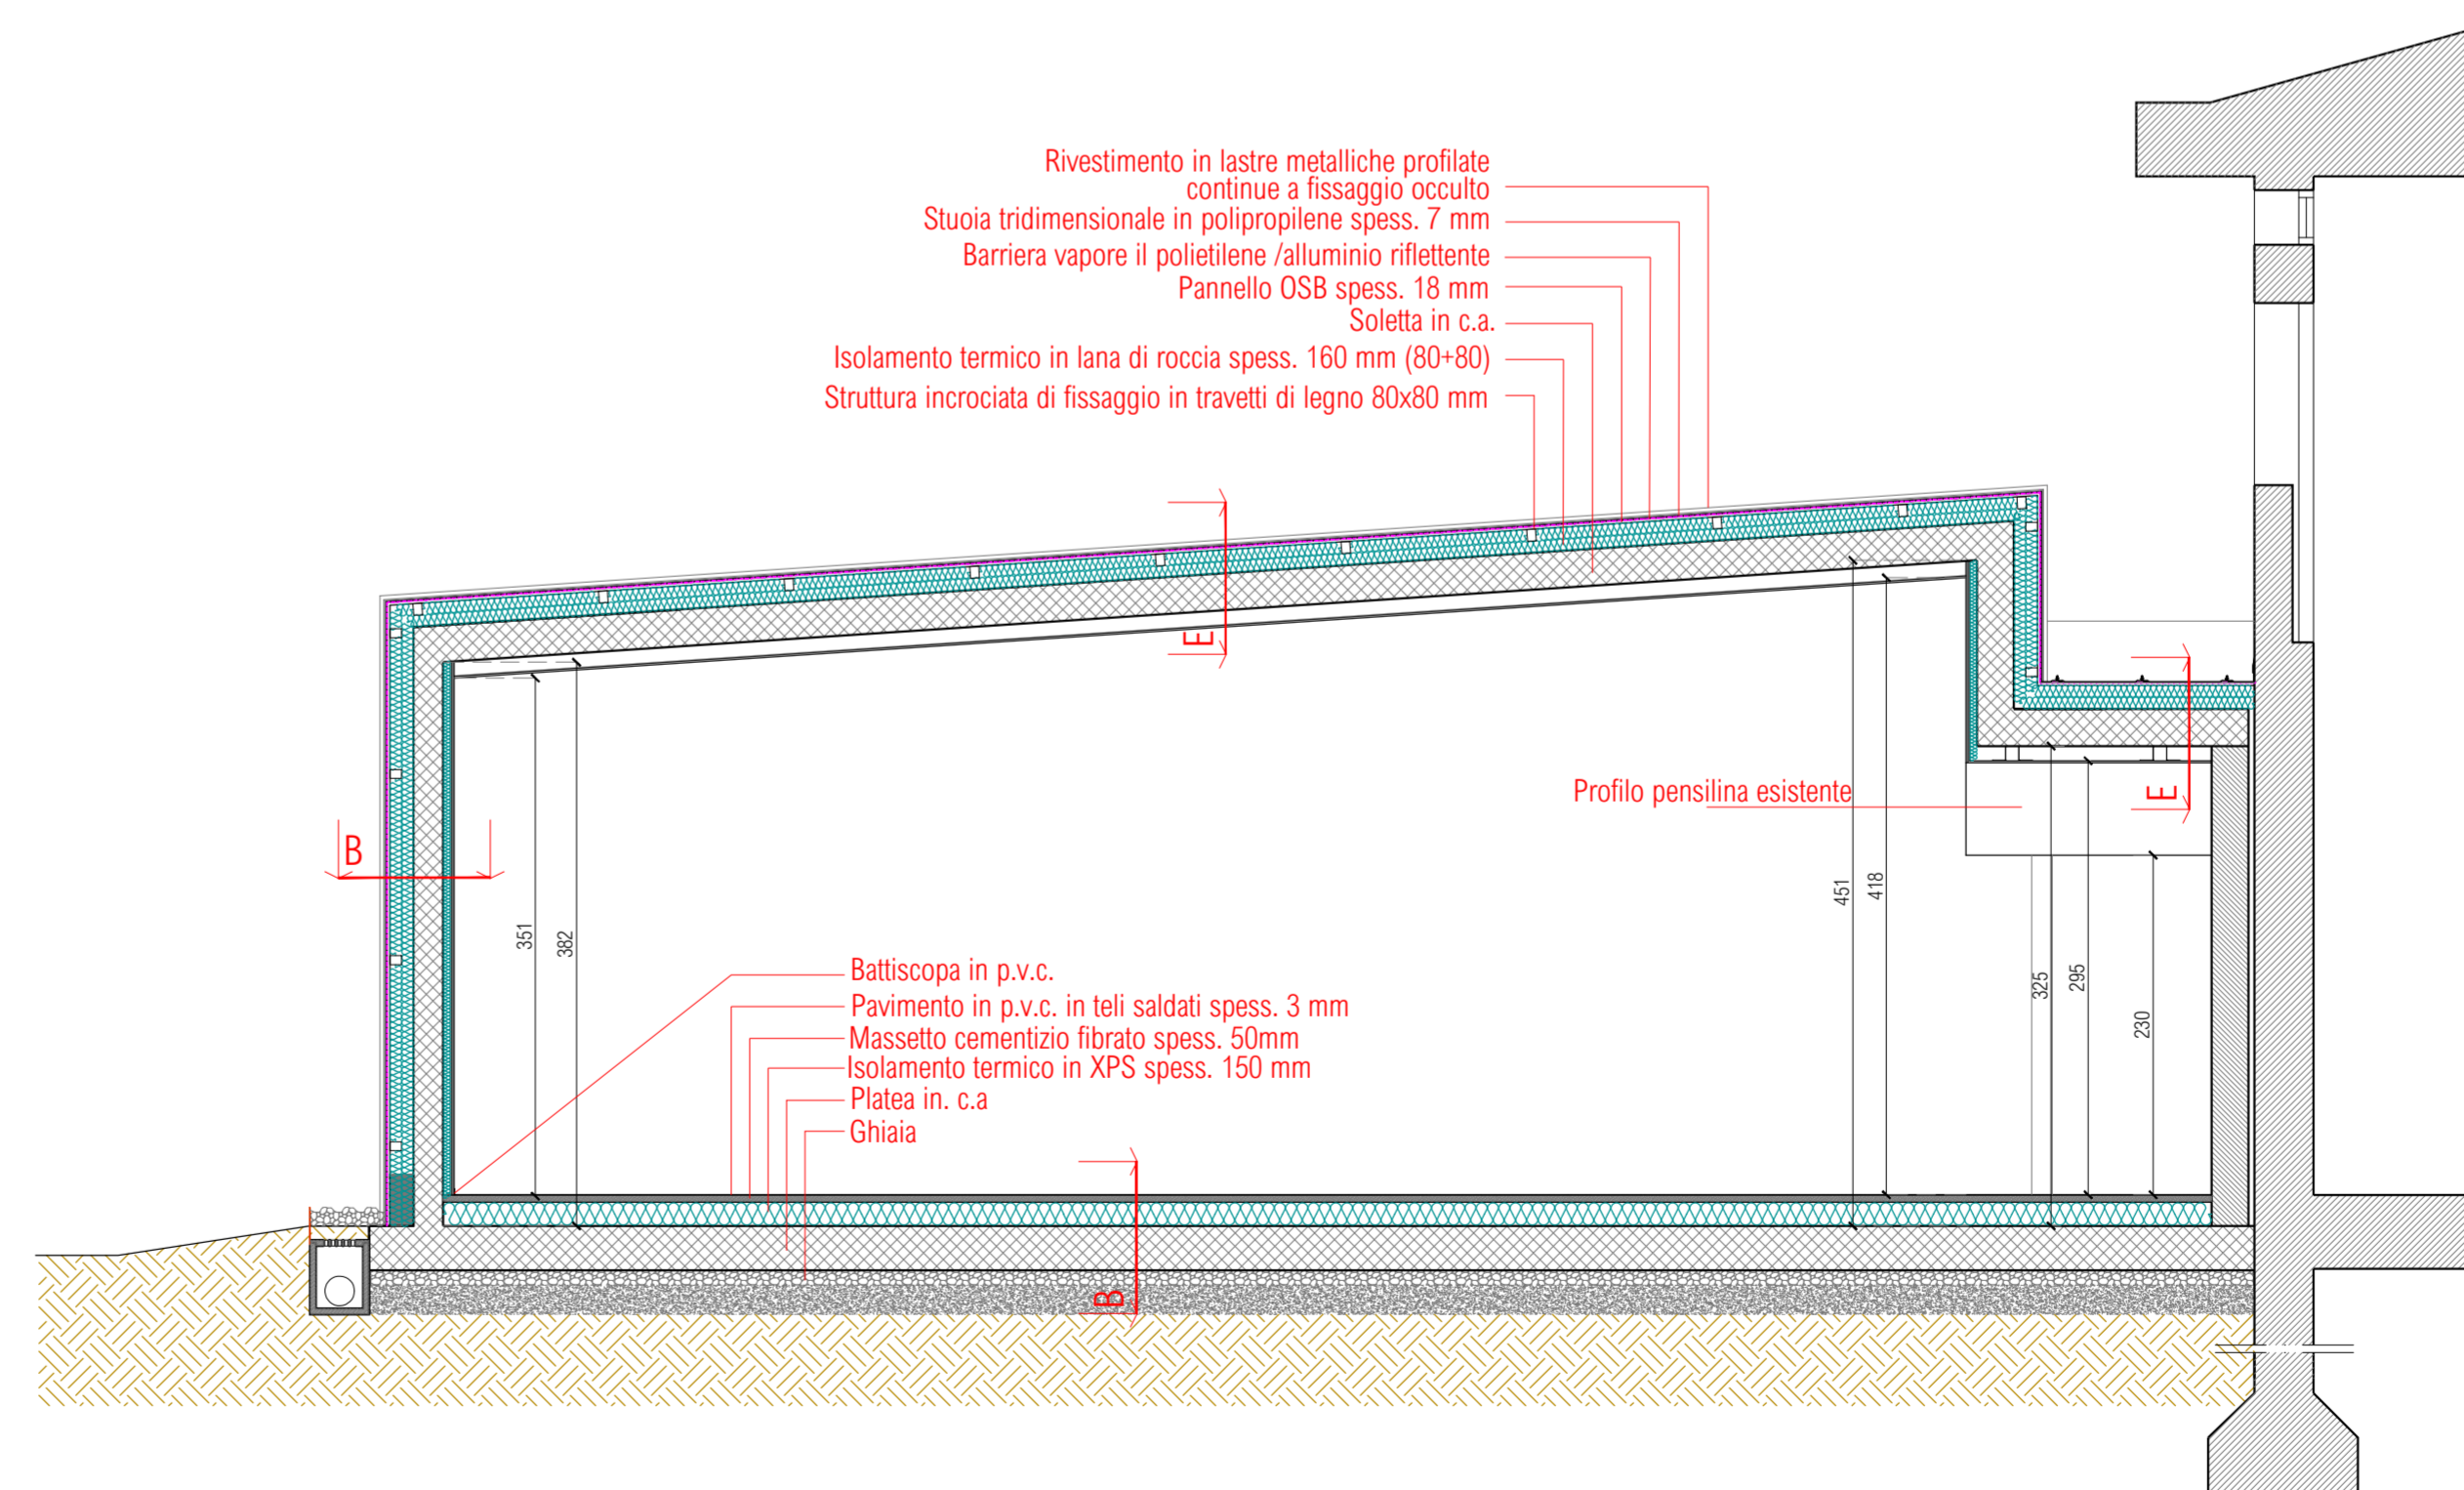 Rivestimento in lastre metalliche profilate
continue a fissaggio occulto
Stuoia tridimensionale in polipropilene spess. 7 mm
Barriera vapore il polietilene /alluminio riflettente
Pannello OSB spess. 18 mm
Soletta in c.a.
Isolamento termico in lana di roccia spess. 160 mm (80+80)
Struttura incrociata di fissaggio in travetti di legno 80x80 mm
E
Profilo pensilina esistente
E
B
351
382
451
418
325
295
230
Battiscopa in p.v.c.
Pavimento in p.v.c. in teli saldati spess. 3 mm
Massetto cementizio fibrato spess. 50mm
Isolamento termico in XPS spess. 150 mm
Platea in. c.a
Ghiaia
B